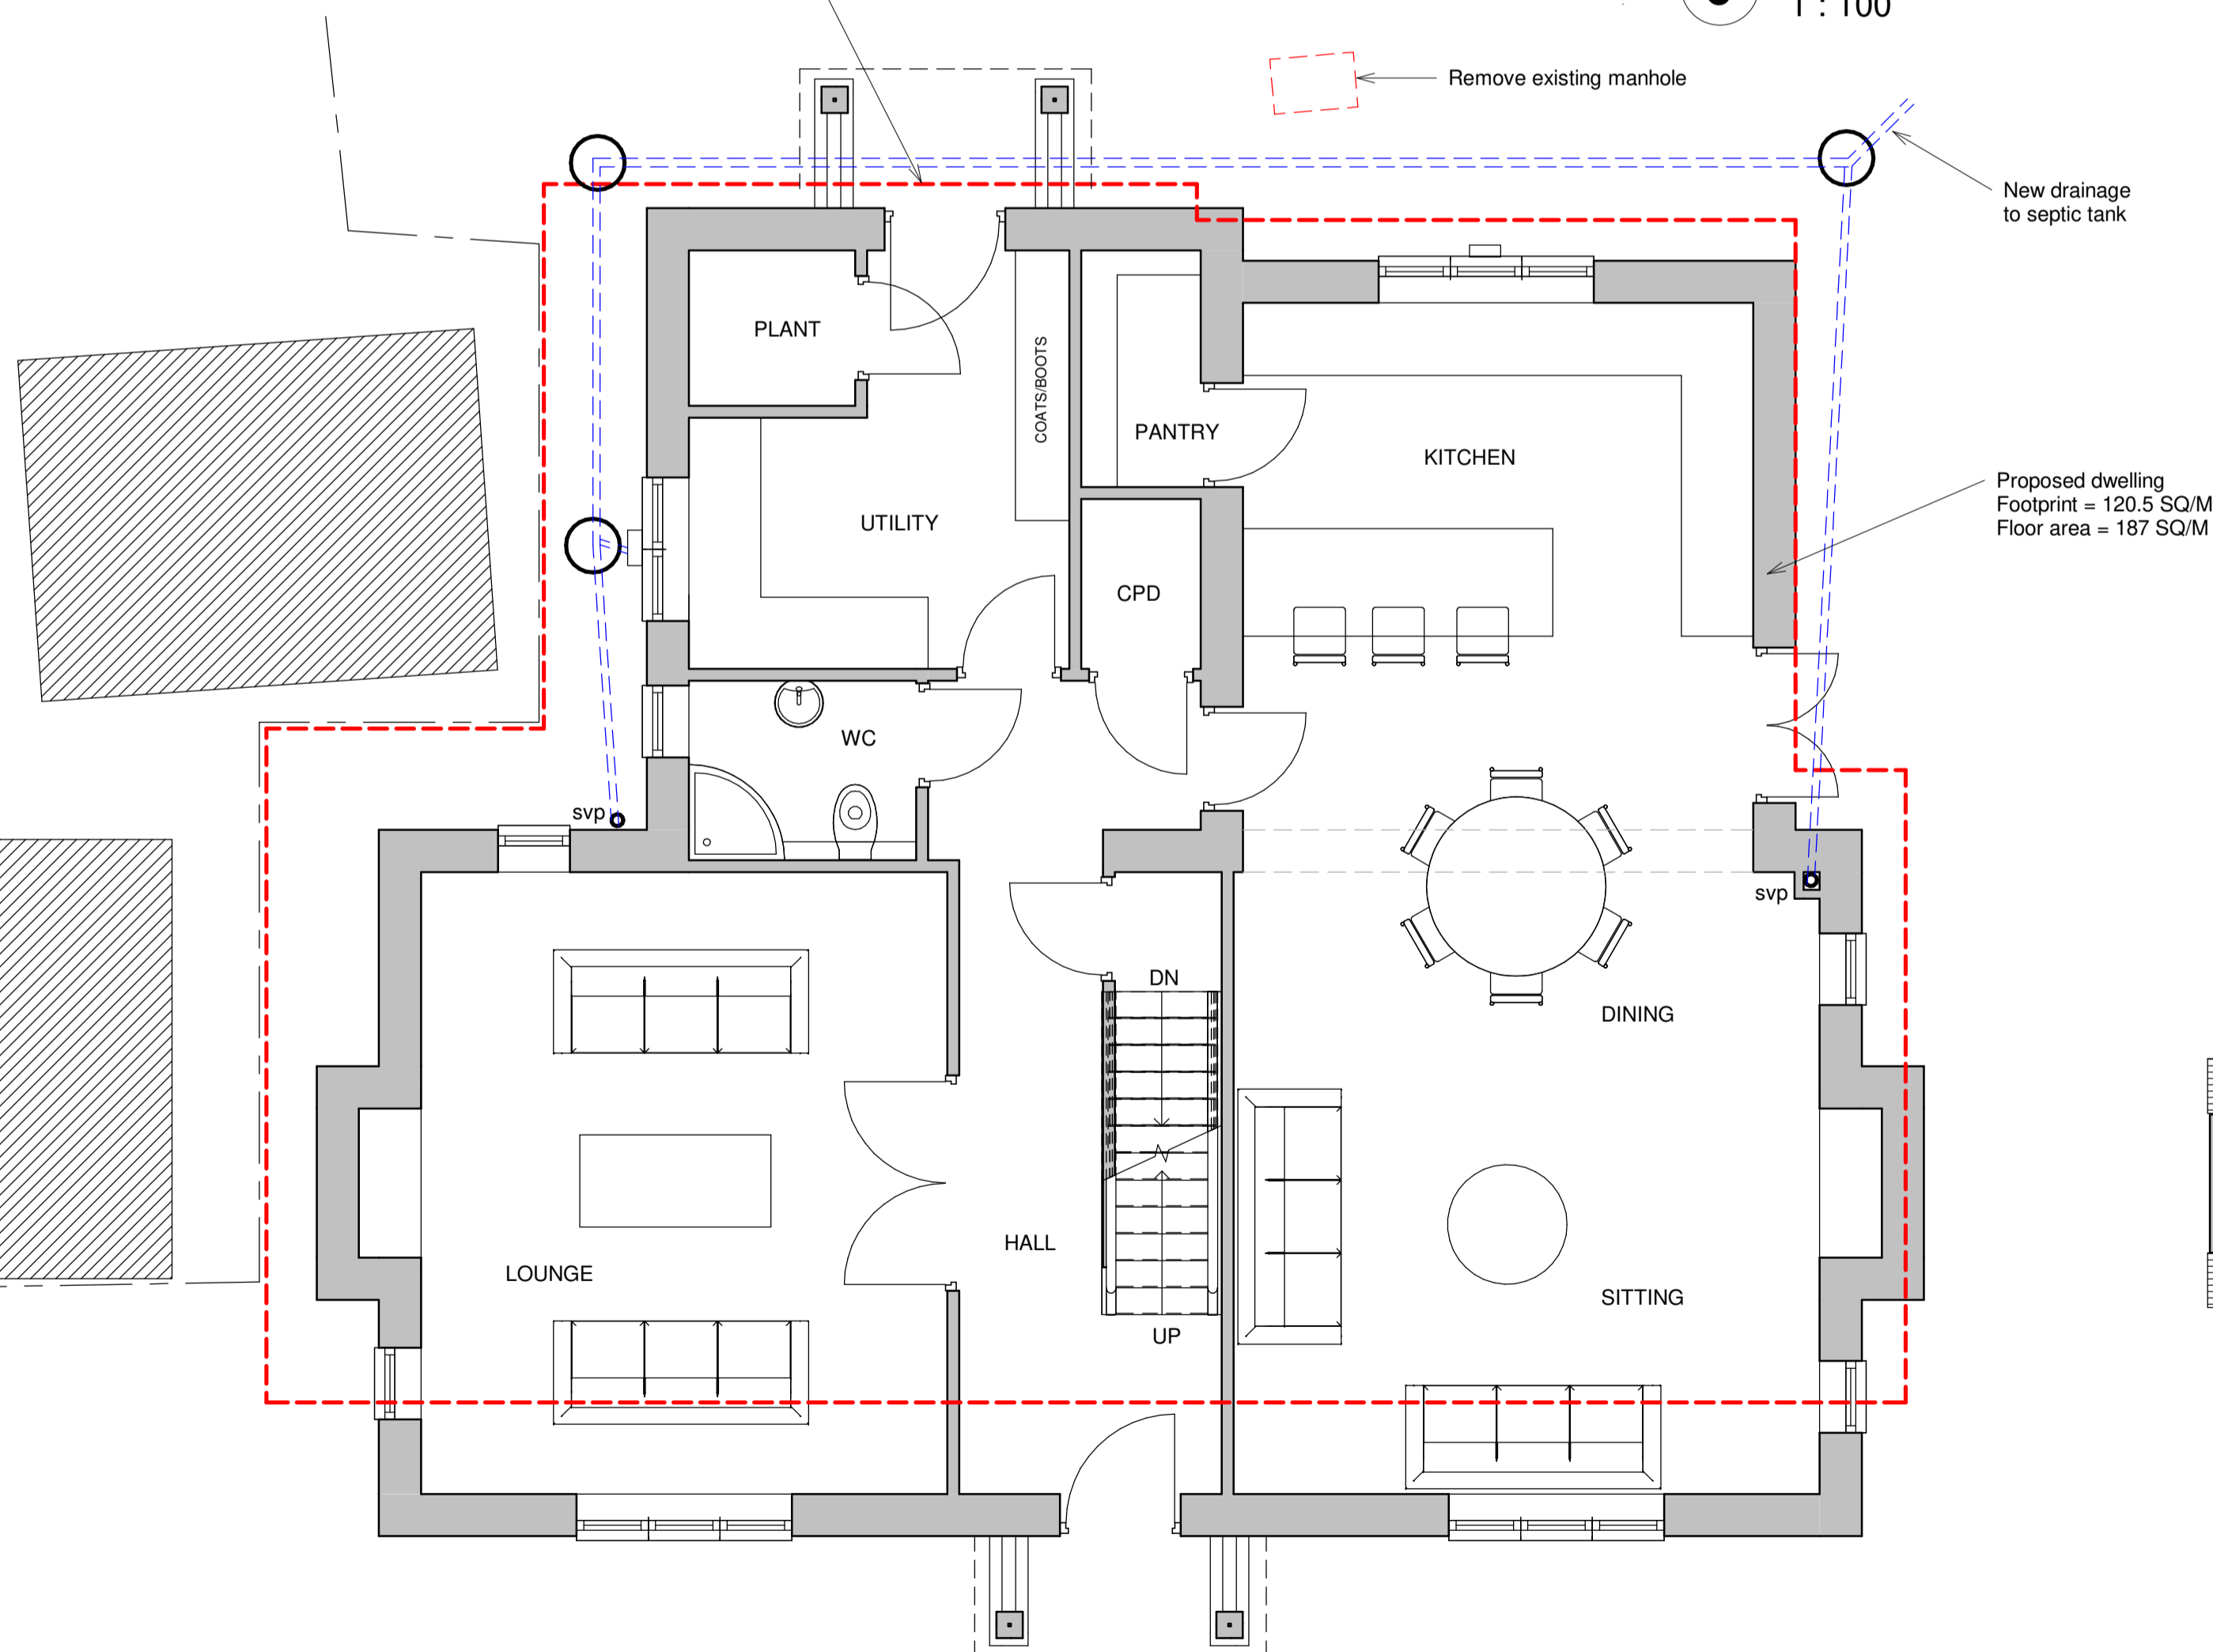 1 : 100
Remove existing manhole
New drainage
to septic tank
PLANT
COATS/BOOTS
PANTRY
KITCHEN
Proposed dwelling
Footprint = 120.5 SQ/M
Floor area = 187 SQ/M
UTILITY
CPD
WC
svp
svp
DN
DINING
HALL
LOUNGE
SITTING
UP